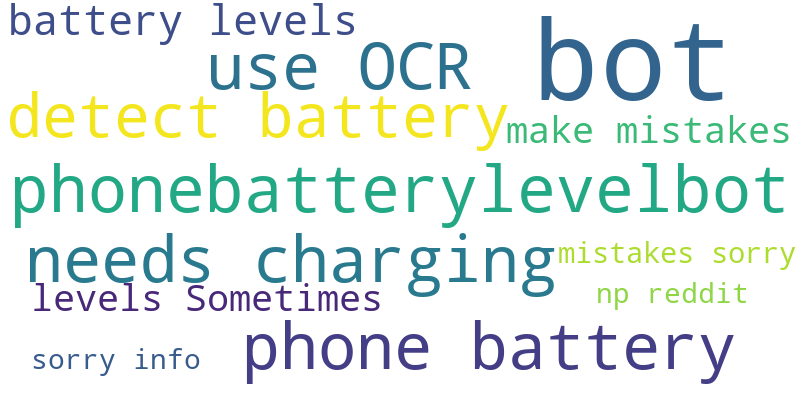 battery levels
use OCR
bot
detect battery
make mistakes
phonebatterylevelbot
needs charging
mistakes sorry
levels Sometimes
np reddit
sorry info
phone battery